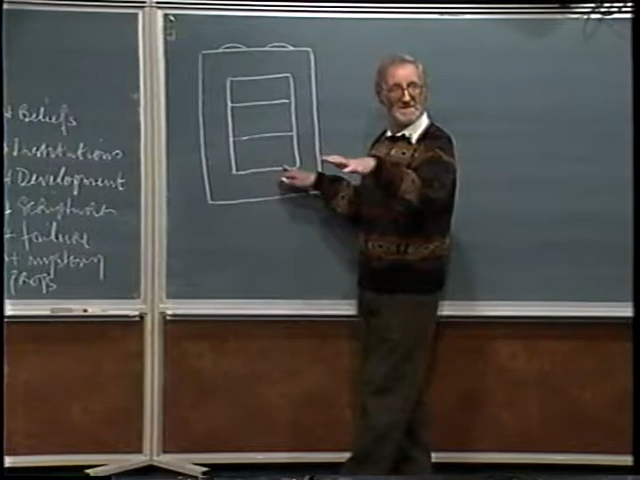 + Beliefs
+ Institutions
+ Development
+ Scriptures
+ failure
+ mystery
props